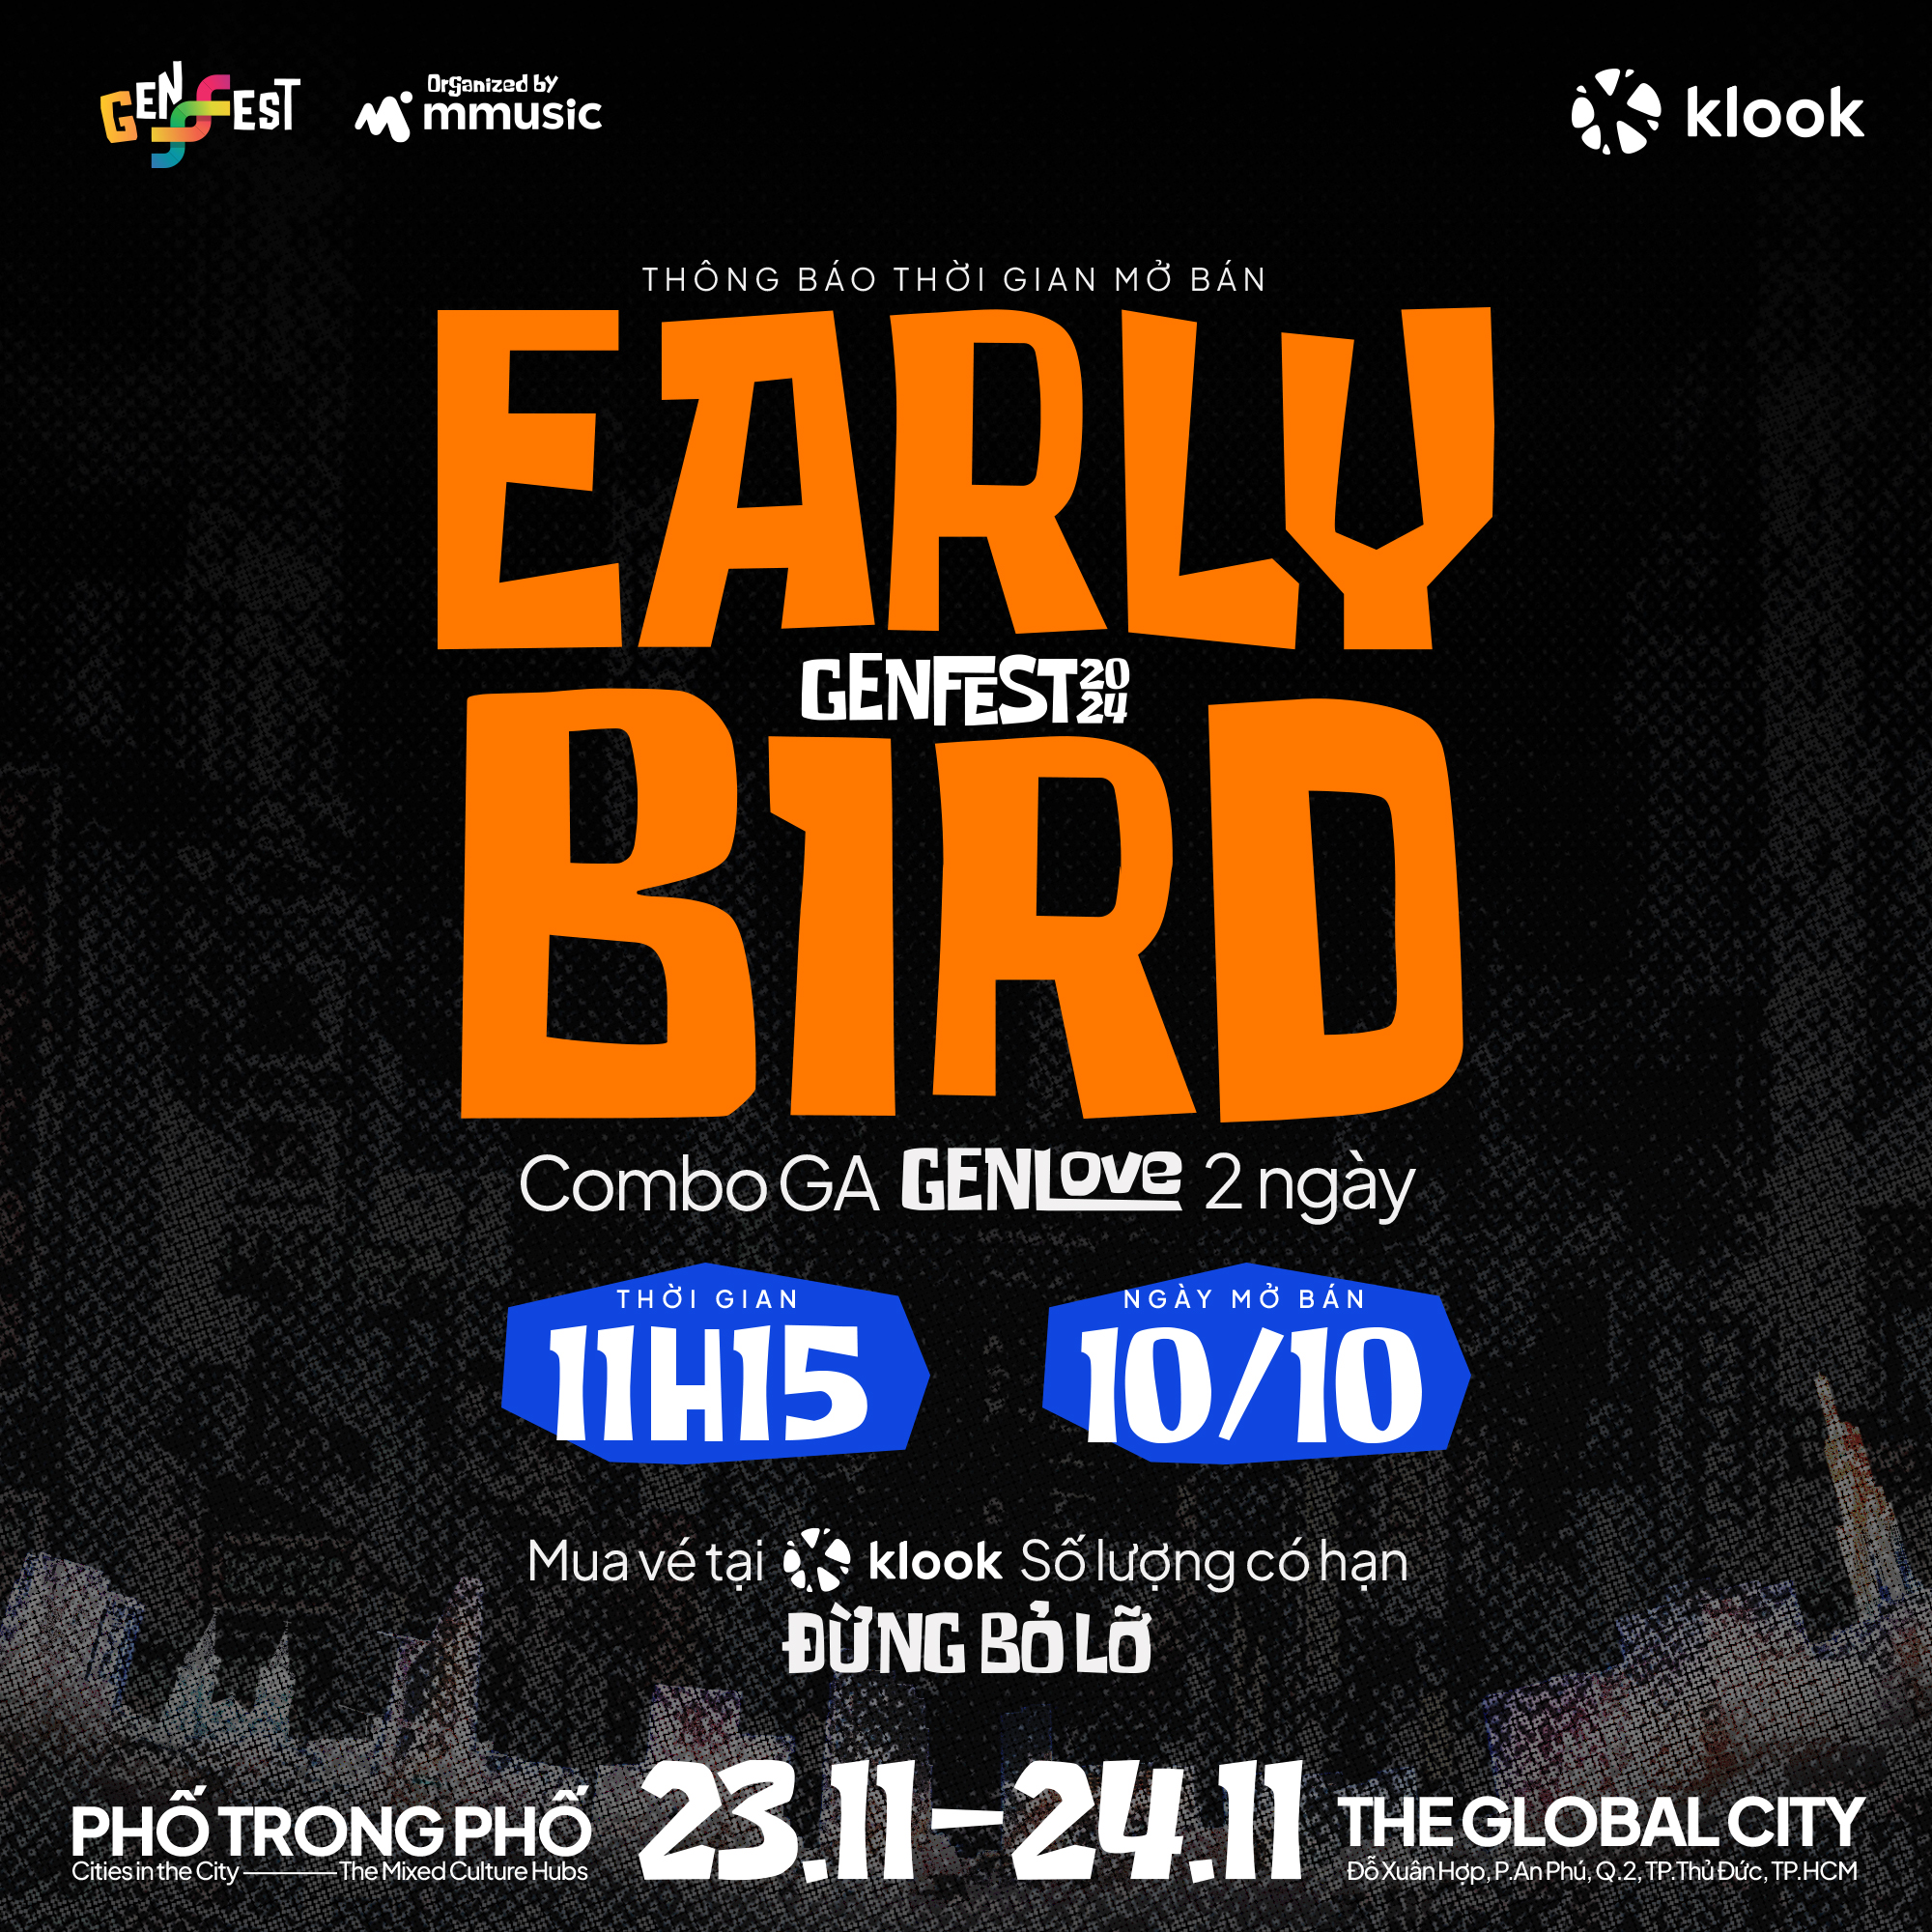 GENFEST
Organized by
mmusic
klook
THÔNG BÁO THỜI GIAN MỞ BÁN
EARLY
GENFEST 2024
BIRD
Combo GA GENLove 2 ngày
THỜI GIAN
11H15
NGÀY MỞ BÁN
10/10
Mua vé tại klook Số lượng có hạn
ĐỪNG BỎ LỠ
PHỐ TRONG PHỐ
Cities in the City — The Mixed Culture Hubs
23.11–24.11
THE GLOBAL CITY
Đỗ Xuân Hợp, P.An Phú, Q.2, TP.Thủ Đức, TP.HCM